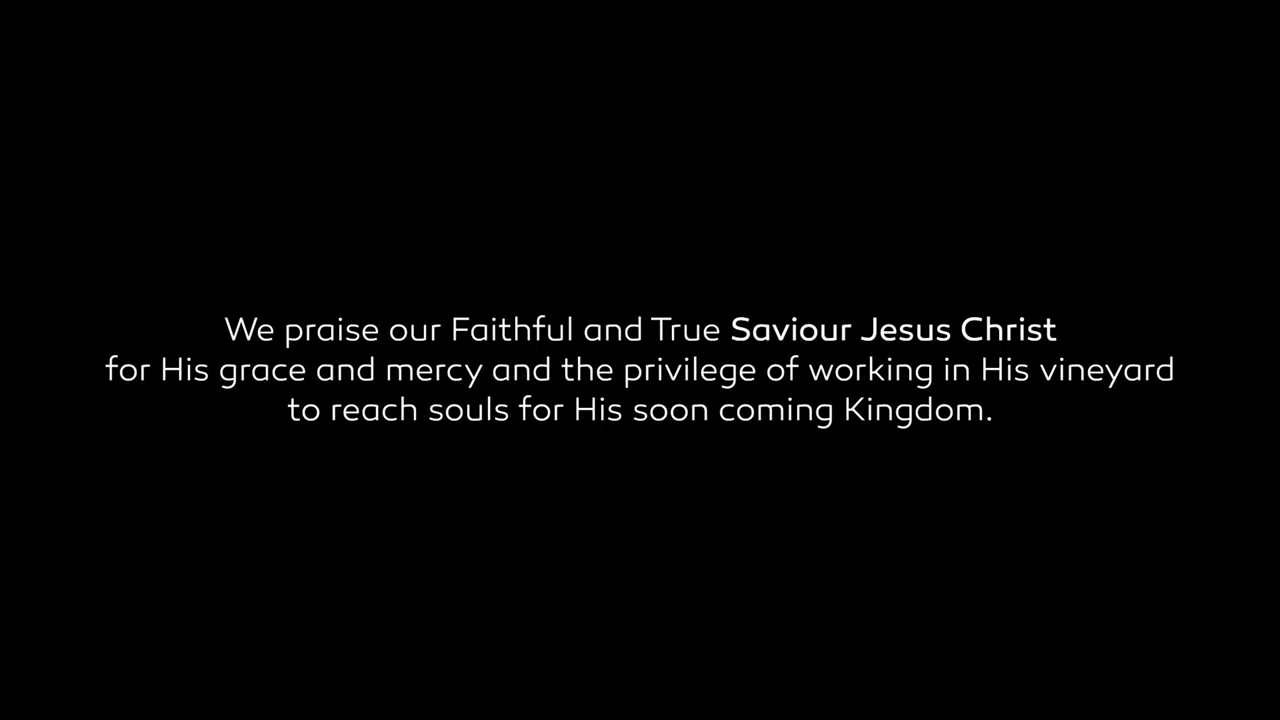 We praise our Faithful and True Saviour Jesus Christ
for His grace and mercy and the privilege of working in His vineyard
to reach souls for His soon coming Kingdom.